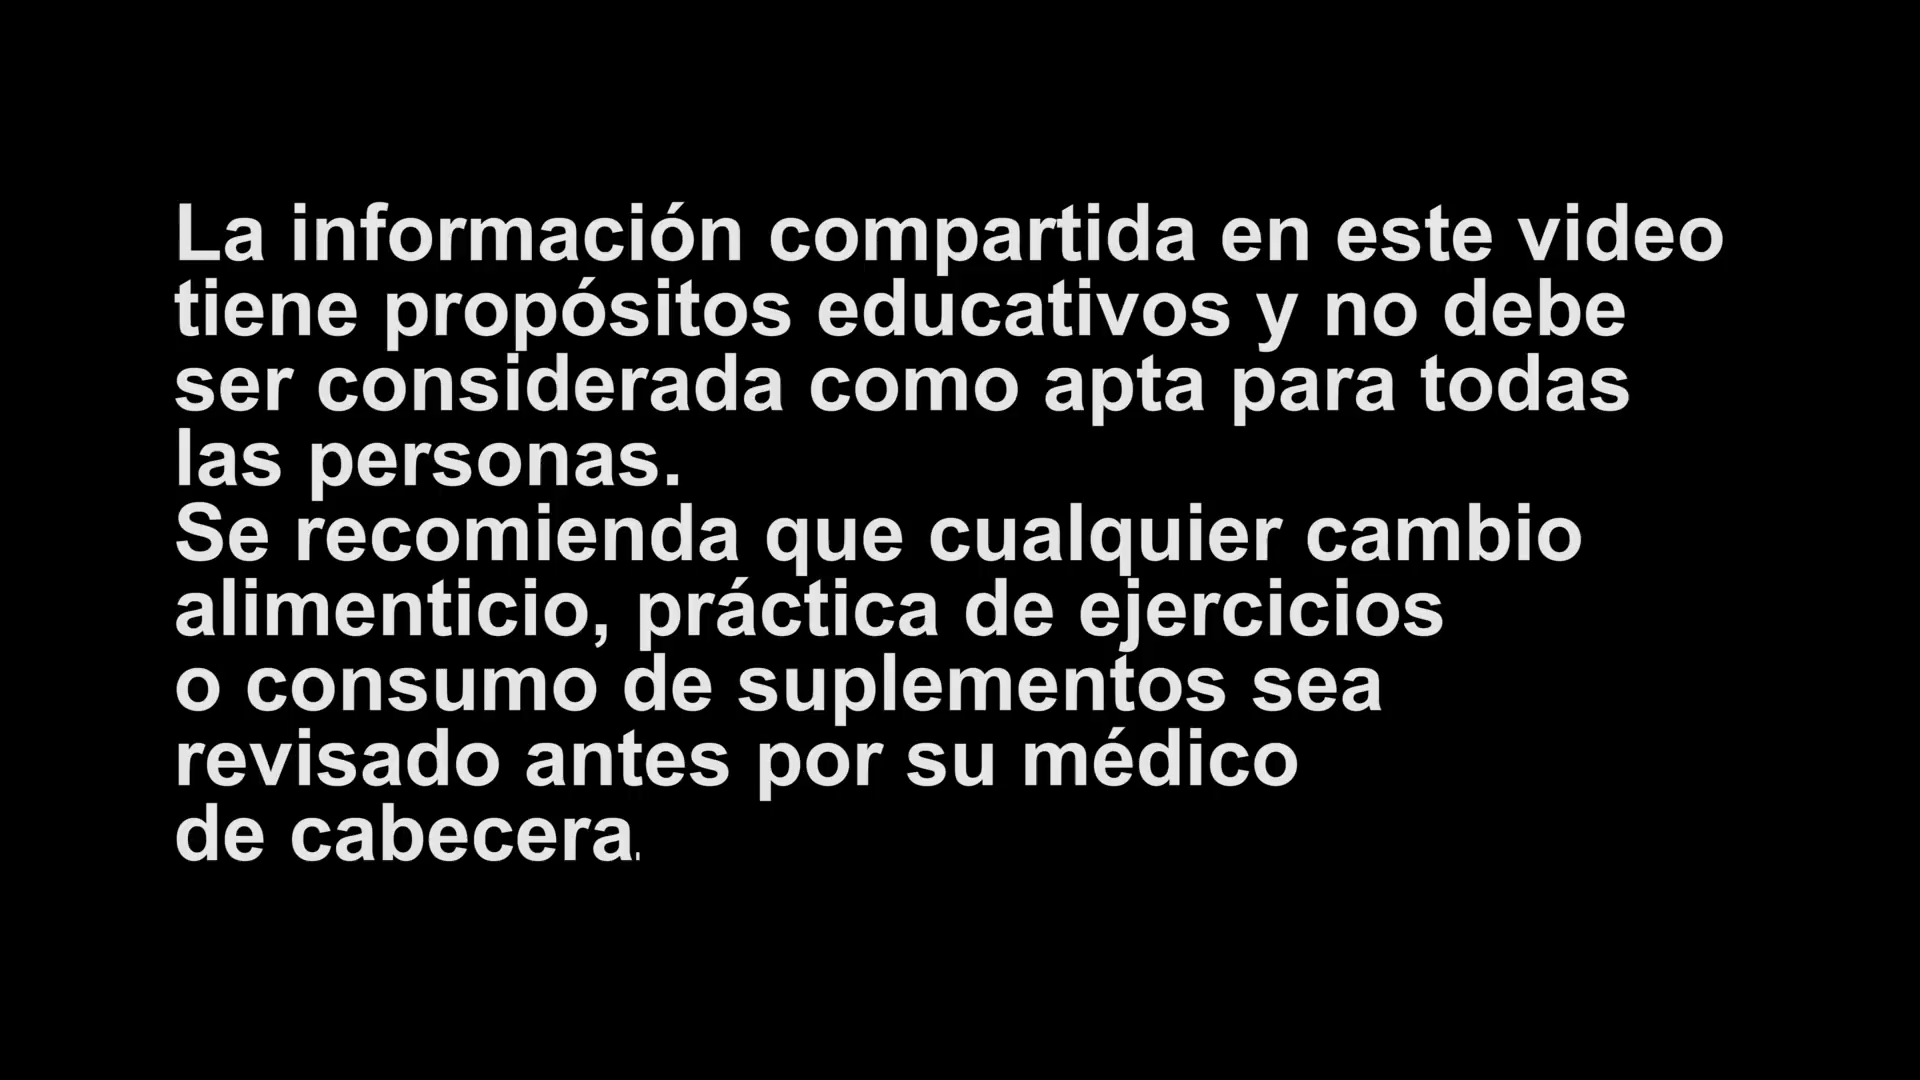 La información compartida en este video
tiene propósitos educativos y no debe
ser considerada como apta para todas
las personas.
Se recomienda que cualquier cambio
alimenticio, práctica de ejercicios
o consumo de suplementos sea
revisado antes por su médico
de cabecera.